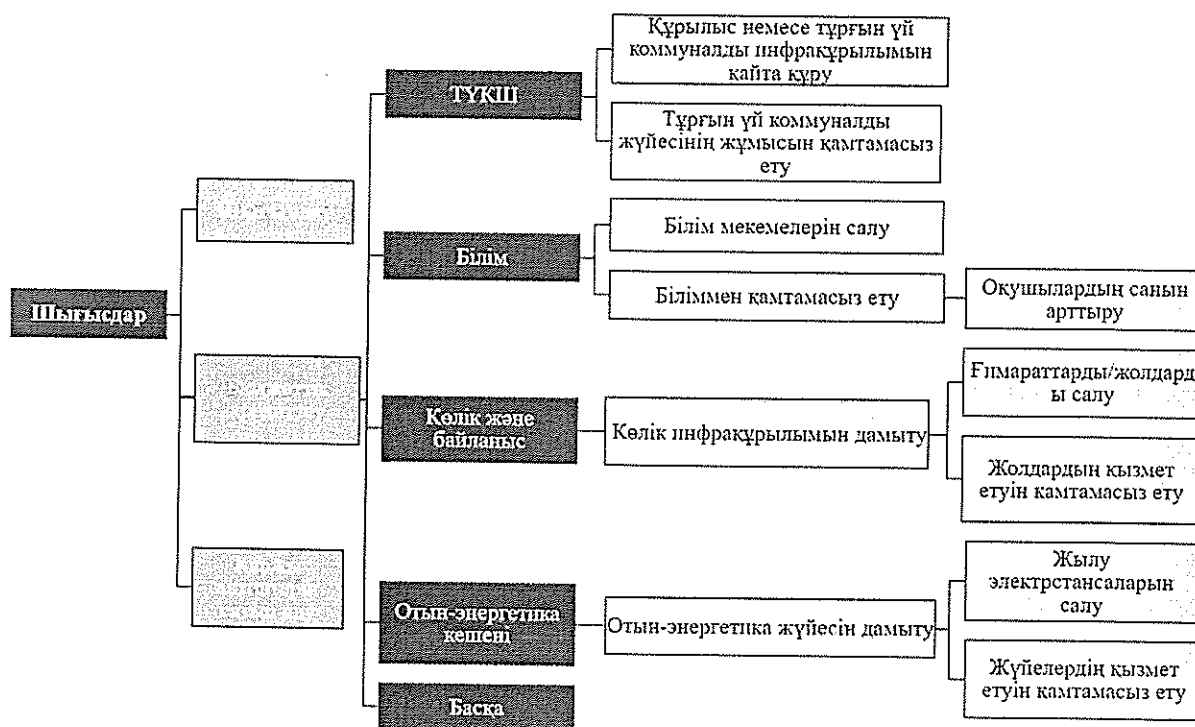 Құрылыс немесе тұрғын үй
коммуналды инфрақұрылымын
қайта құру
ТҮКШ
Тұрғын үй коммуналды
жүйесінің жұмысын қамтамасыз
ету
Білім мекемелерін салу
Білім
Біліммен қамтамасыз ету
Оқушылардың санын
арттыру
Шығысдар
Ғимараттарды/жолдард
ы салу
Көлік және
байланыс
Көлік инфрақұрылымын дамыту
Жолдардың қызмет
етуін қамтамасыз ету
Жылу
электрстансаларын
салу
Отын-энергетика
кешені
Отын-энергетика жүйесін дамыту
Жүйелердің қызмет
етуін қамтамасыз ету
Басқа